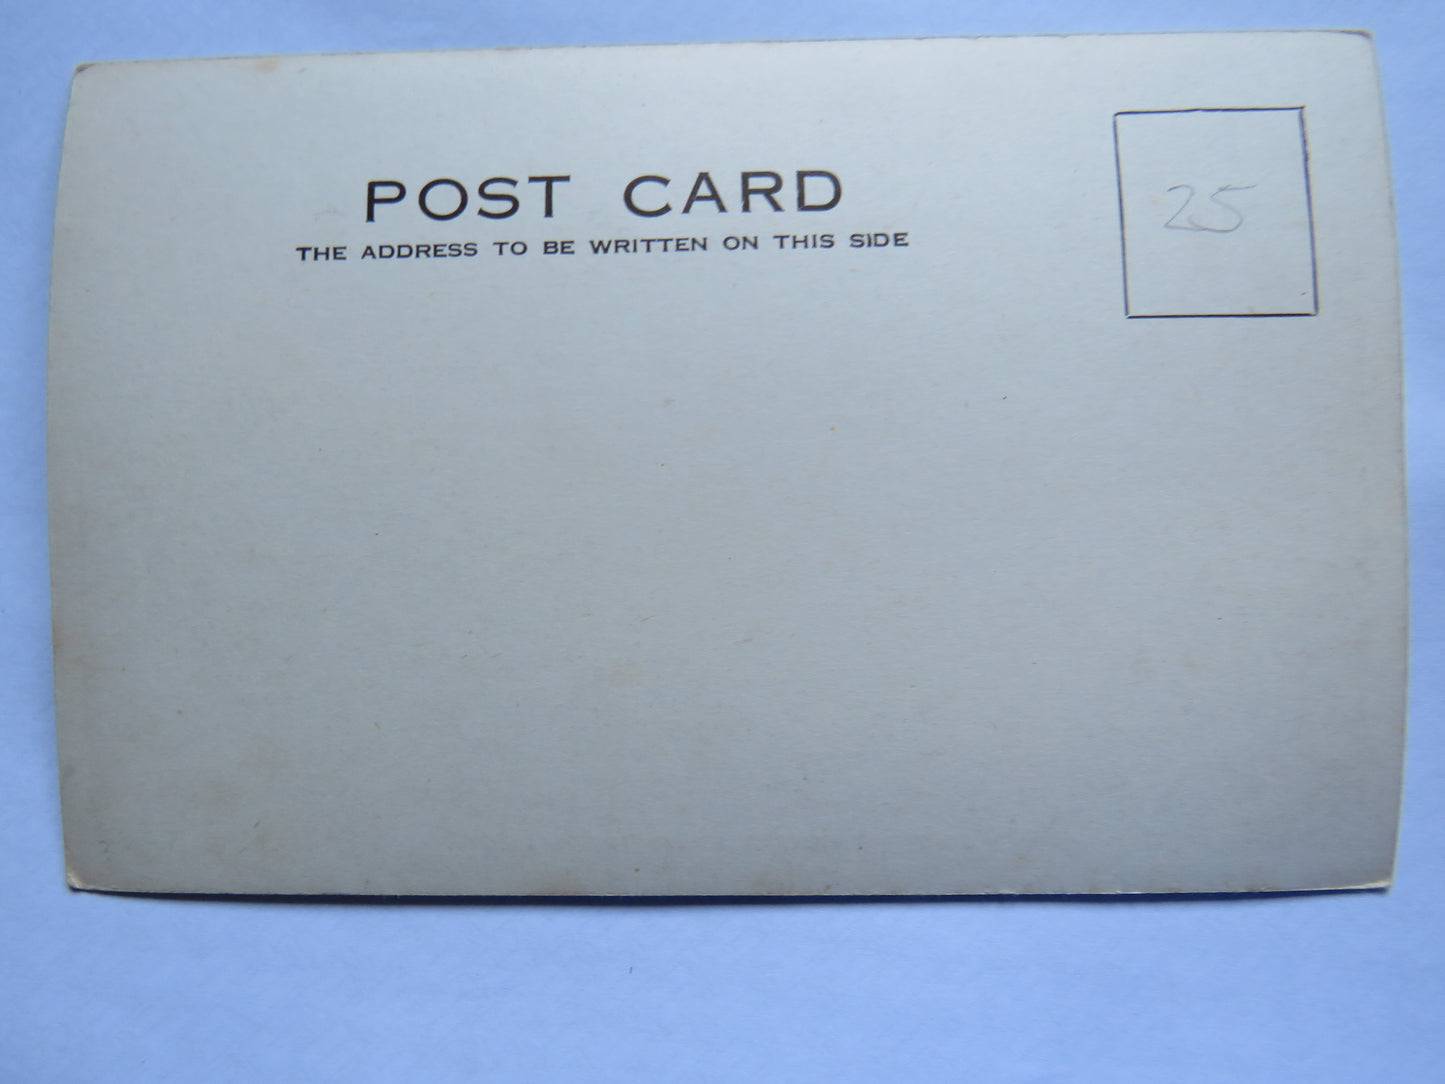 POST CARD
THE ADDRESS TO BE WRITTEN ON THIS SIDE
25